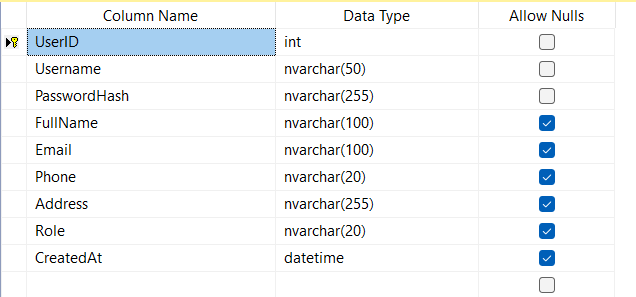 Column Name Data Type Allow Nulls
UserID int
Username nvarchar(50)
PasswordHash nvarchar(255)
FullName nvarchar(100)
Email nvarchar(100)
Phone nvarchar(20)
Address nvarchar(255)
Role nvarchar(20)
CreatedAt datetime